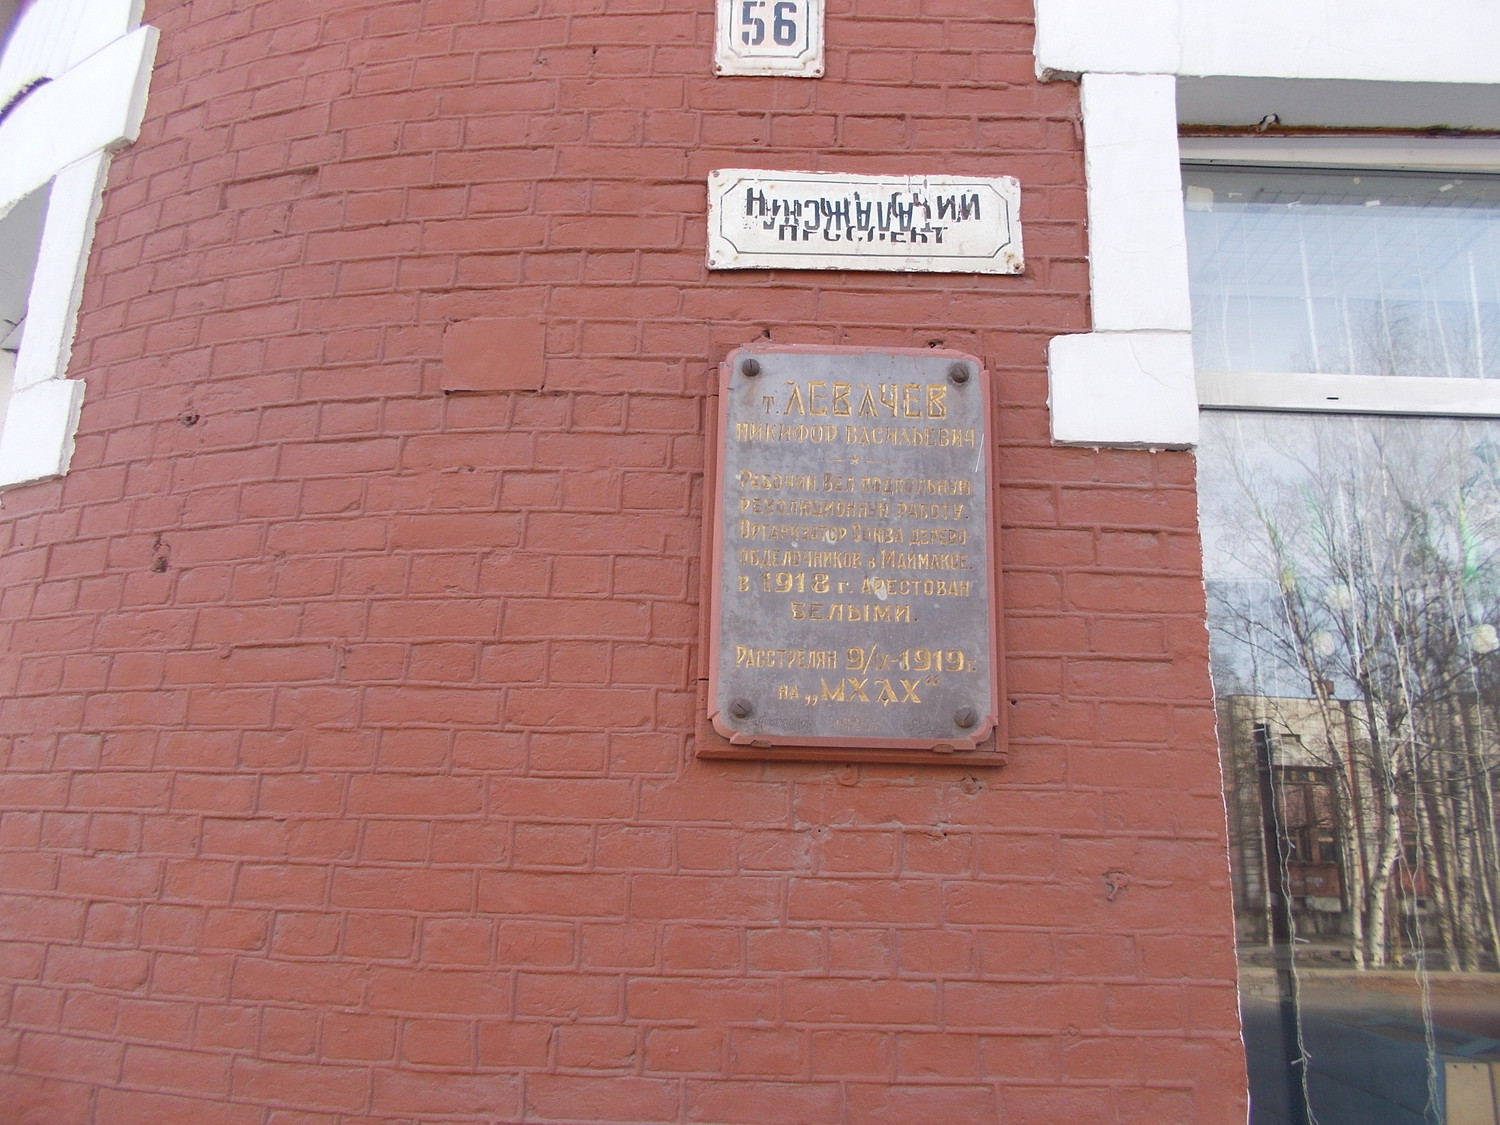 56
ПРОСПЕКТ
т. ЛЕВАЧЕВ
НИКИФОР ВАСИЛЬЕВИЧ
РАБОЧИЙ ВЕЛ ПОДПОЛЬНУЮ
РЕВОЛЮЦИОННУЮ РАБОТУ.
ОРГАНИЗАТОР СОЮЗА ДЕРЕВО-
ОБДЕЛОЧНИКОВ в МАЙМАКСЕ.
В 1918 г. АРЕСТОВАН
БЕЛЫМИ.
РАССТРЕЛЯН 9/IX-1919 г.
НА „МХАХ“